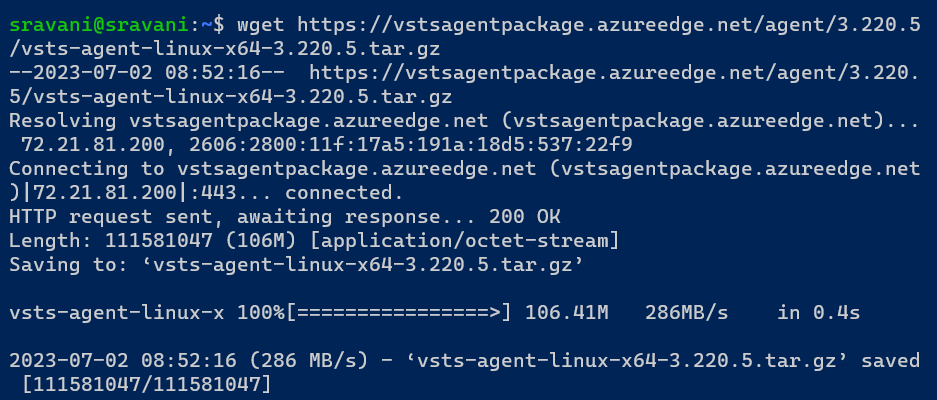 sravani@sravani:~$ wget https://vstsagentpackage.azureedge.net/agent/3.220.5
/vsts-agent-linux-x64-3.220.5.tar.gz
--2023-07-02 08:52:16--  https://vstsagentpackage.azureedge.net/agent/3.220.
5/vsts-agent-linux-x64-3.220.5.tar.gz
Resolving vstsagentpackage.azureedge.net (vstsagentpackage.azureedge.net)...
 72.21.81.200, 2606:2800:11f:17a5:191a:18d5:537:22f9
Connecting to vstsagentpackage.azureedge.net (vstsagentpackage.azureedge.net
)|72.21.81.200|:443... connected.
HTTP request sent, awaiting response... 200 OK
Length: 111581047 (106M) [application/octet-stream]
Saving to: ‘vsts-agent-linux-x64-3.220.5.tar.gz’
vsts-agent-linux-x 100%[================>] 106.41M   286MB/s    in 0.4s
2023-07-02 08:52:16 (286 MB/s) - ‘vsts-agent-linux-x64-3.220.5.tar.gz’ saved
 [111581047/111581047]